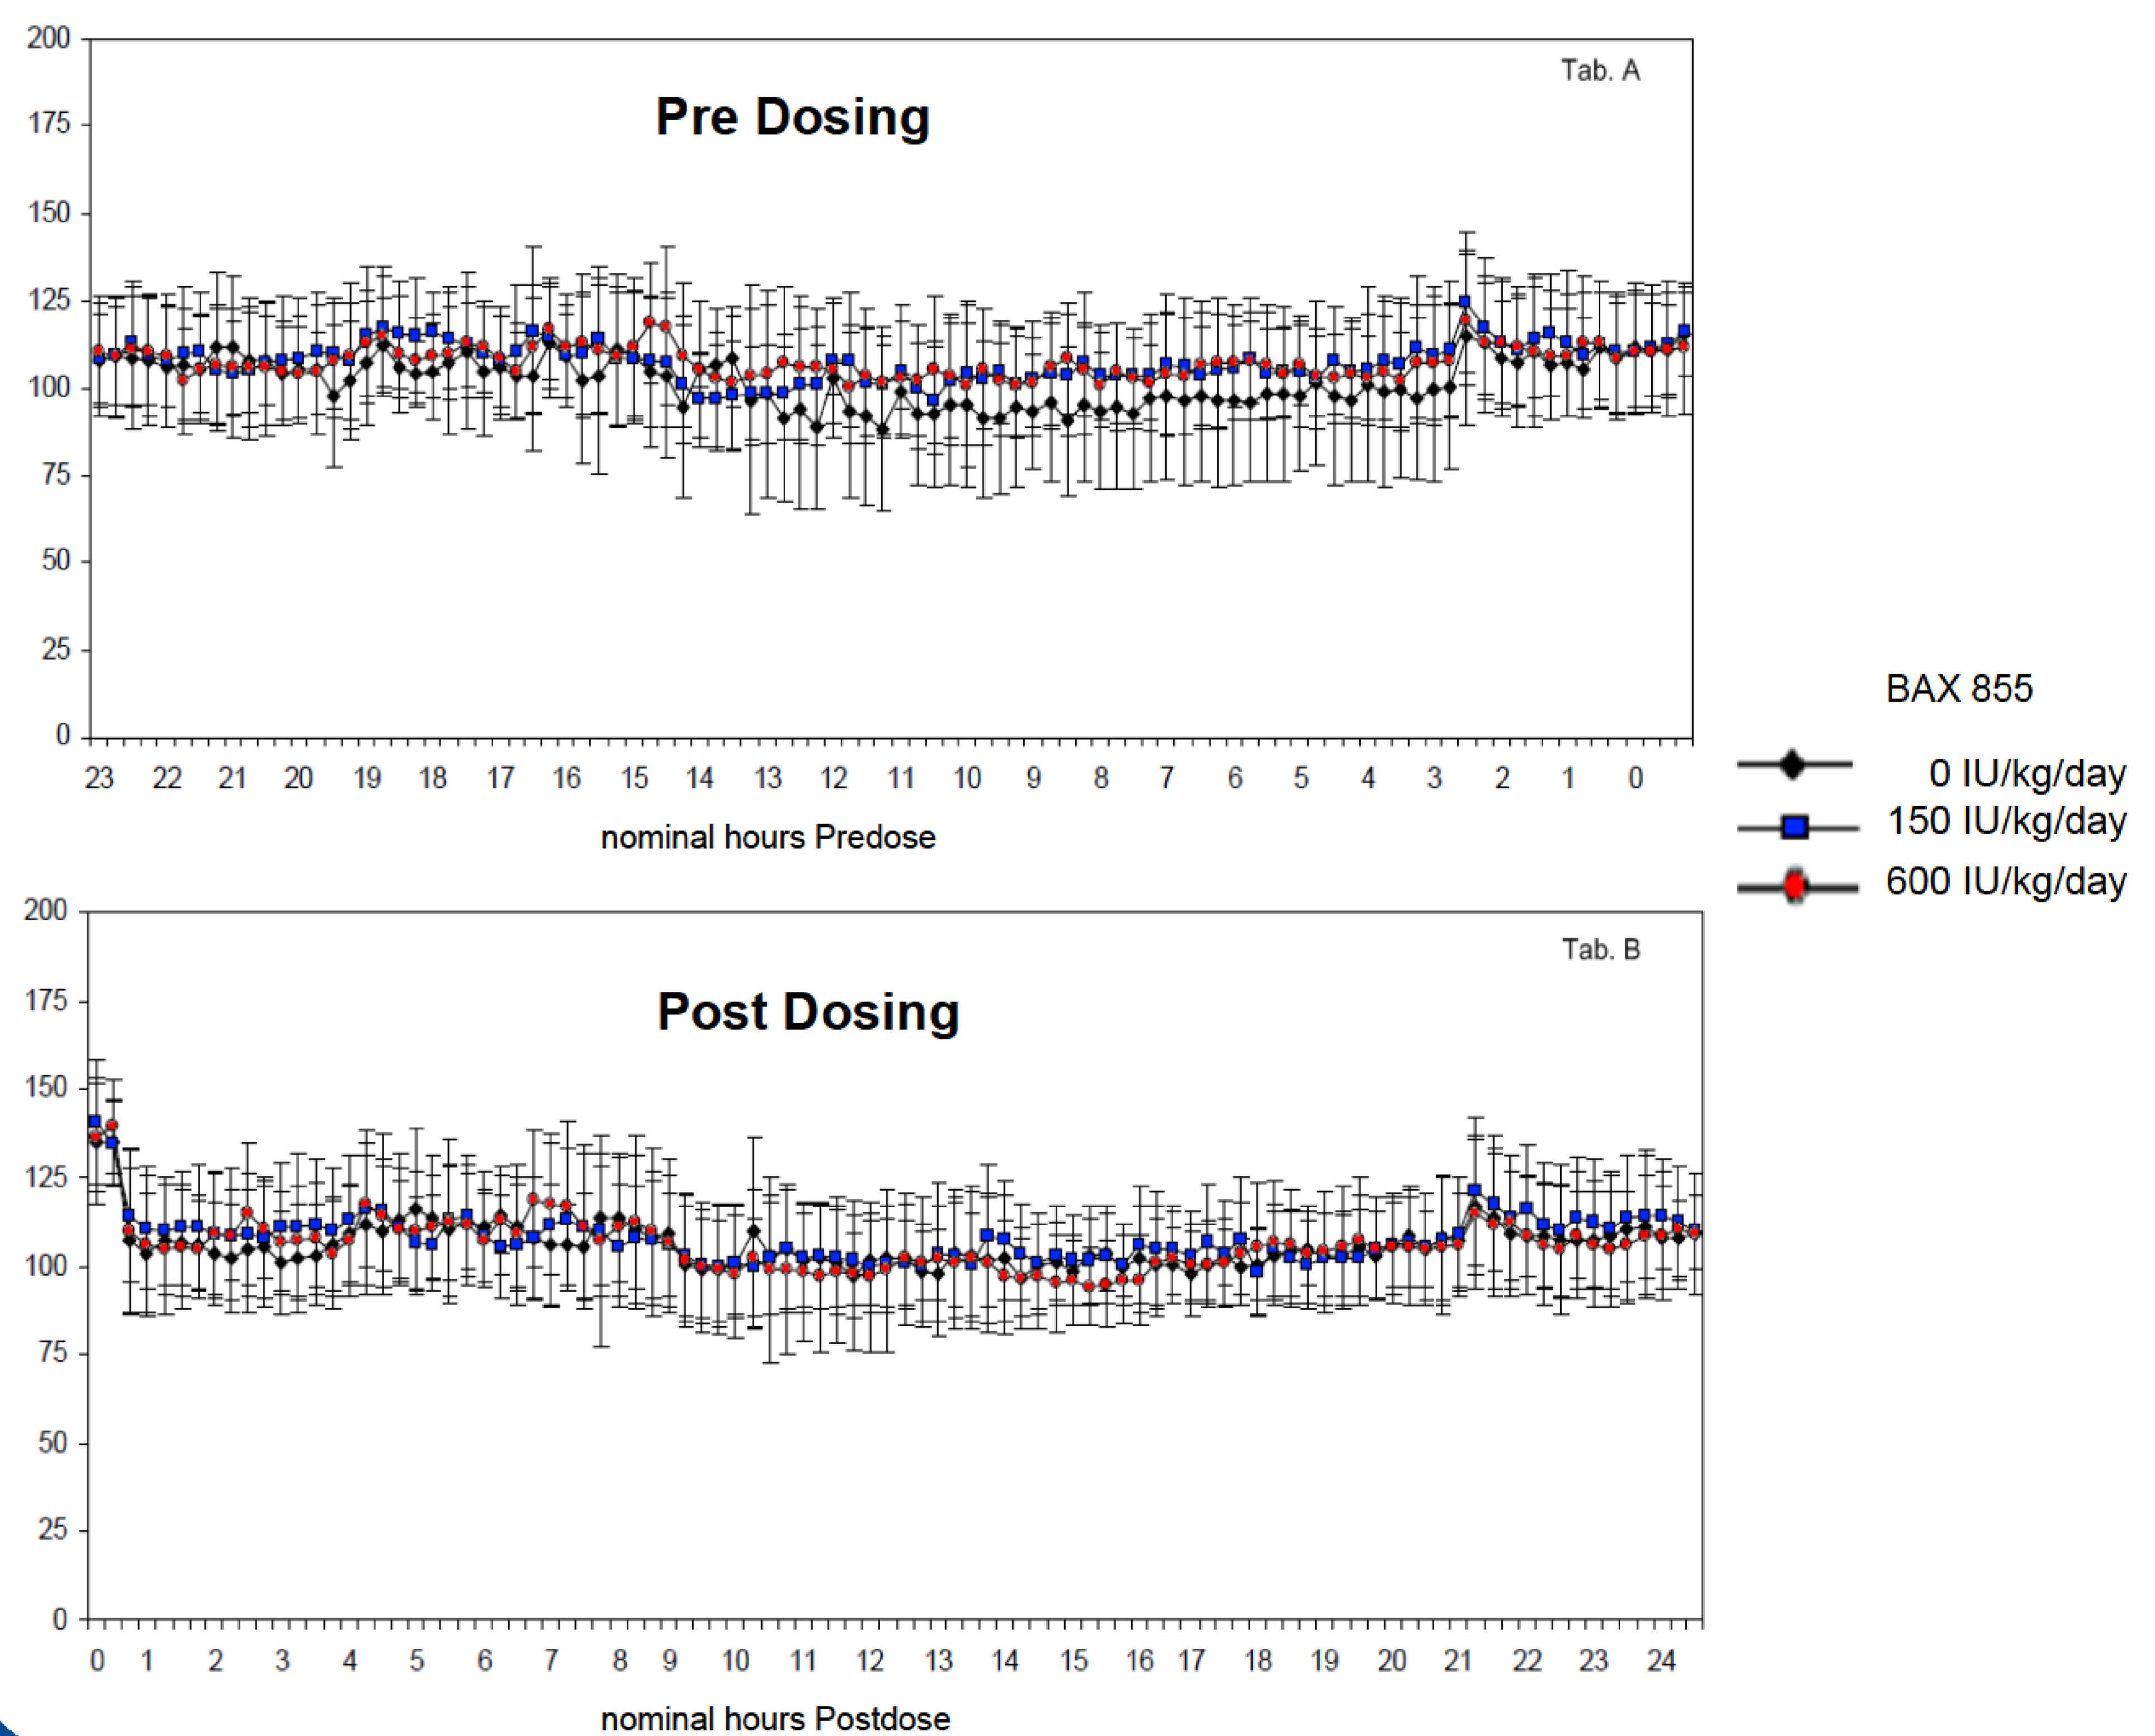 200
Tab. A
Pre Dosing
175
150
125
100
75
50
25
0
23 22 21 20 19 18 17 16 15 14 13 12 11 10 9 8 7 6 5 4 3 2 1 0
nominal hours Predose
BAX 855
0 IU/kg/day
150 IU/kg/day
600 IU/kg/day
200
Tab. B
175
Post Dosing
150
125
100
75
50
25
0
0 1 2 3 4 5 6 7 8 9 10 11 12 13 14 15 16 17 18 19 20 21 22 23 24
nominal hours Postdose